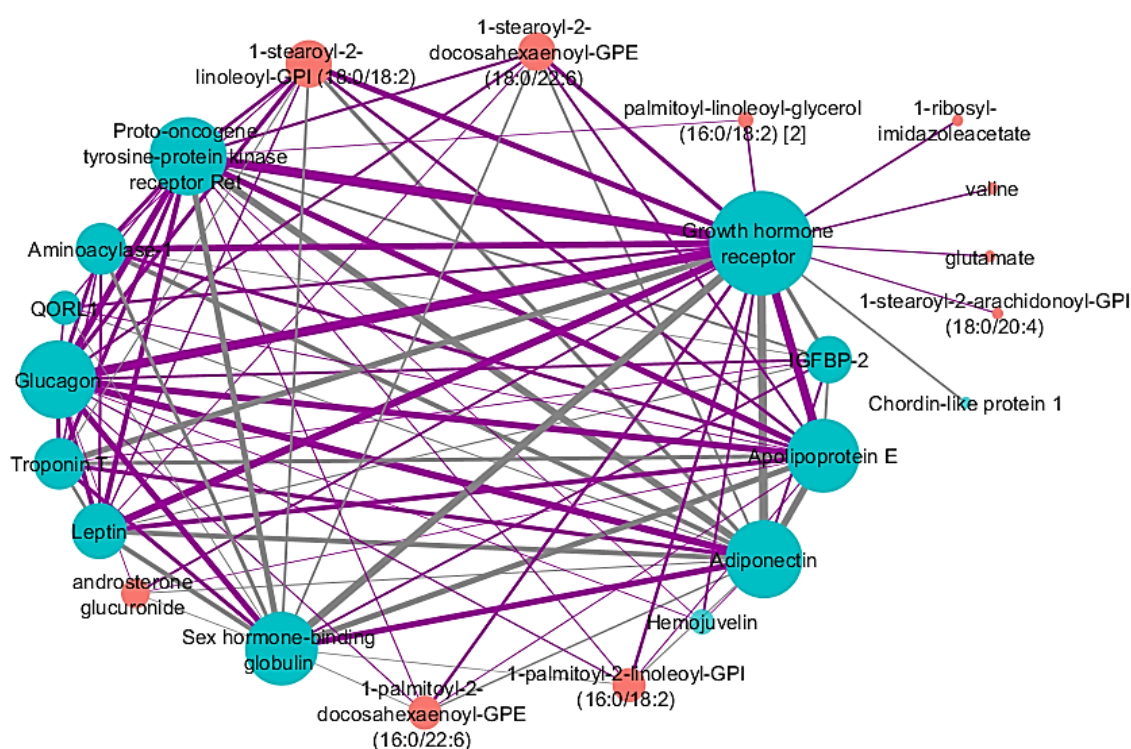 1-stearoyl-2-
linoleoyl-GPI (18:0/18:2)
1-stearoyl-2-
docosahexaenoyl-GPE
(18:0/22:6)
palmitoyl-linoleoyl-glycerol
(16:0/18:2) [2]
1-ribosyl-
imidazoleacetate
Proto-oncogene
tyrosine-protein kinase
receptor Ret
valine
Growth hormone
receptor
Aminoacylase-1
glutamate
QORL1
1-stearoyl-2-arachidonoyl-GPI
(18:0/20:4)
IGFBP-2
Glucagon
Chordin-like protein 1
Troponin T
Apolipoprotein E
Leptin
Adiponectin
androsterone
glucuronide
Hemojuvelin
Sex hormone-binding
globulin
1-palmitoyl-2-linoleoyl-GPI
(16:0/18:2)
1-palmitoyl-2-
docosahexaenoyl-GPE
(16:0/22:6)